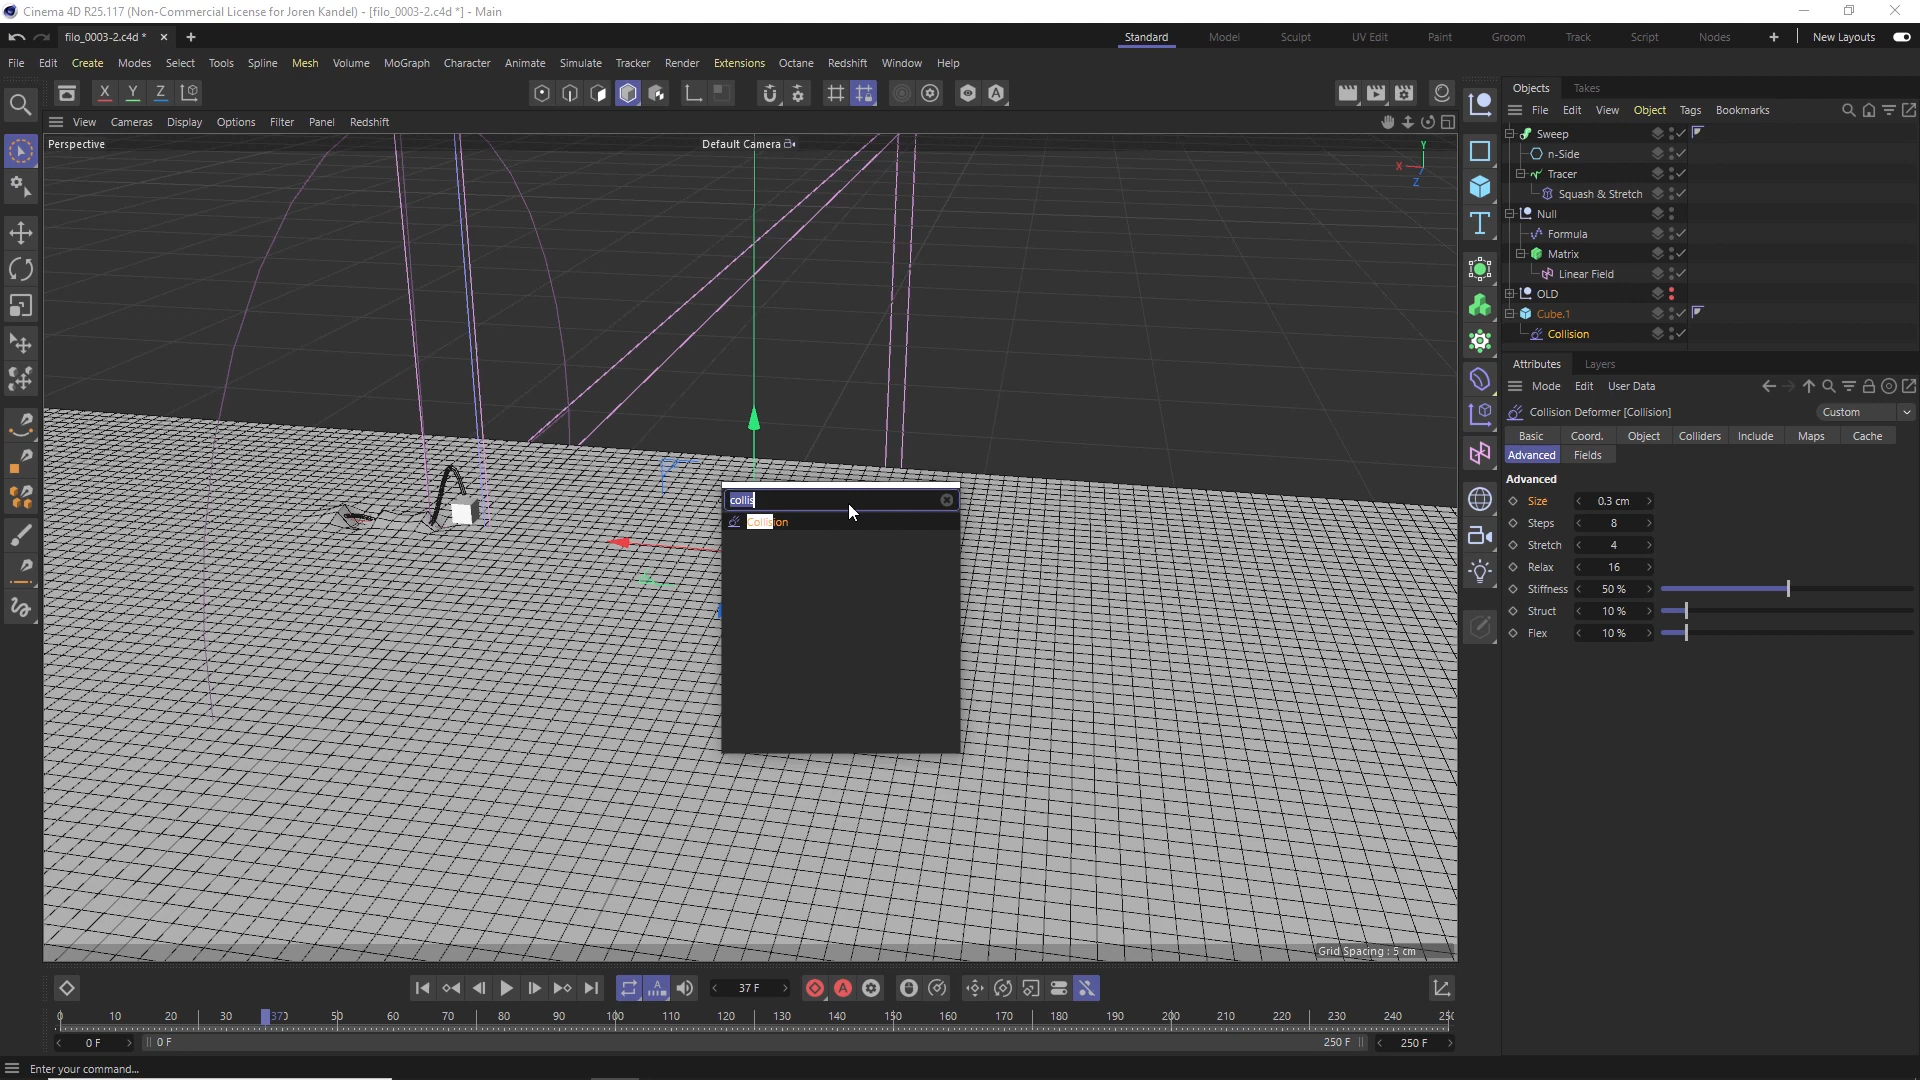 Cinema 4D R25.117 (Non-Commercial License for Joren Kandel) - [filo_0003-2.c4d *] - Main
filo_0003-2.c4d *
Standard Model Sculpt UV Edit Paint Groom Track Script Nodes New Layouts
File Edit Create Modes Select Tools Spline Mesh Volume MoGraph Character Animate Simulate Tracker Render Extensions Octane Redshift Window Help
X Y Z
View Cameras Display Options Filter Panel Redshift
Perspective
Default Camera
Y
X
Z
collis
Collision
Grid Spacing : 5 cm
Objects Takes
File Edit View Object Tags Bookmarks
Sweep
n-Side
Tracer
Squash & Stretch
Null
Formula
Matrix
Linear Field
OLD
Cube.1
Collision
Attributes Layers
Mode Edit User Data
Collision Deformer [Collision] Custom
Basic Coord. Object Colliders Include Maps Cache
Advanced Fields
Advanced
Size 0.3 cm
Steps 8
Stretch 4
Relax 16
Stiffness 50 %
Struct 10 %
Flex 10 %
37 F
0 10 20 30 37 50 60 70 80 90 100 110 120 130 140 150 160 170 180 190 200 210 220 230 240
0 F 0 F 250 F 250 F
Enter your command...